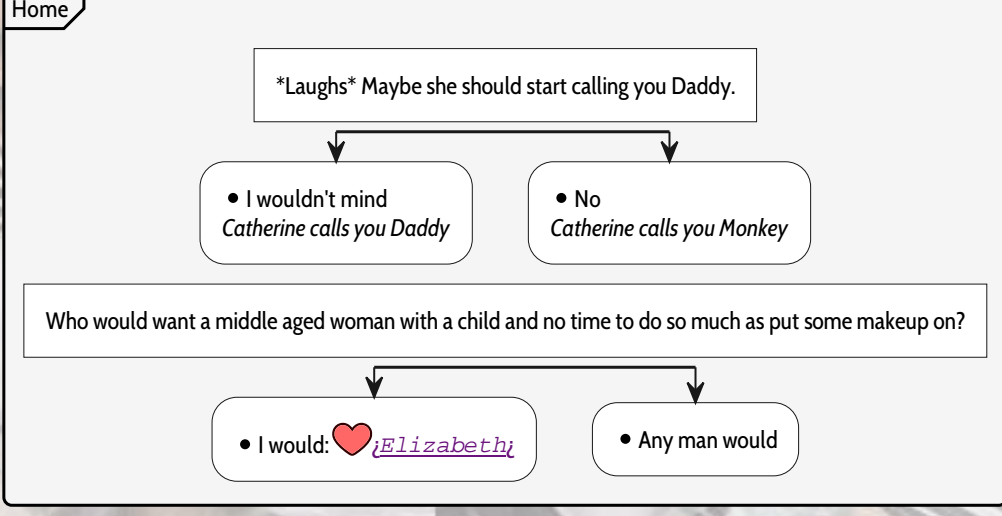 Home
*Laughs* Maybe she should start calling you Daddy.
• I wouldn't mind
Catherine calls you Daddy
• No
Catherine calls you Monkey
Who would want a middle aged woman with a child and no time to do so much as put some makeup on?
• I would: ❤¿Elizabeth¿
• Any man would